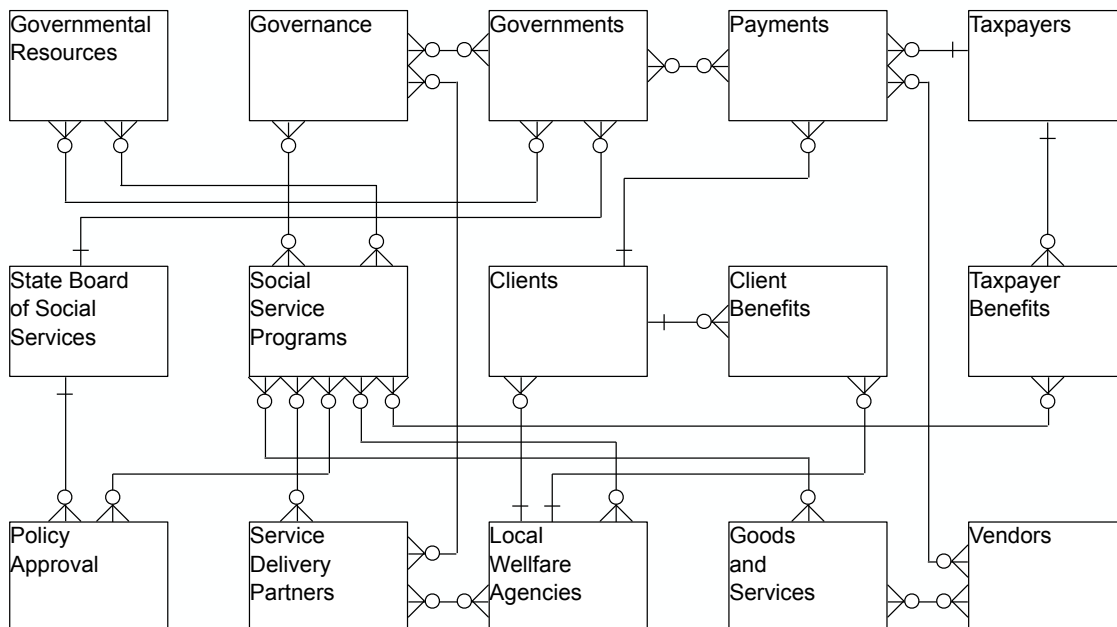 Governmental
Resources
Governance
Governments
Payments
Taxpayers
State Board
of Social
Services
Social
Service
Programs
Clients
Client
Benefits
Taxpayer
Benefits
Policy
Approval
Service
Delivery
Partners
Local
Wellfare
Agencies
Goods
and
Services
Vendors